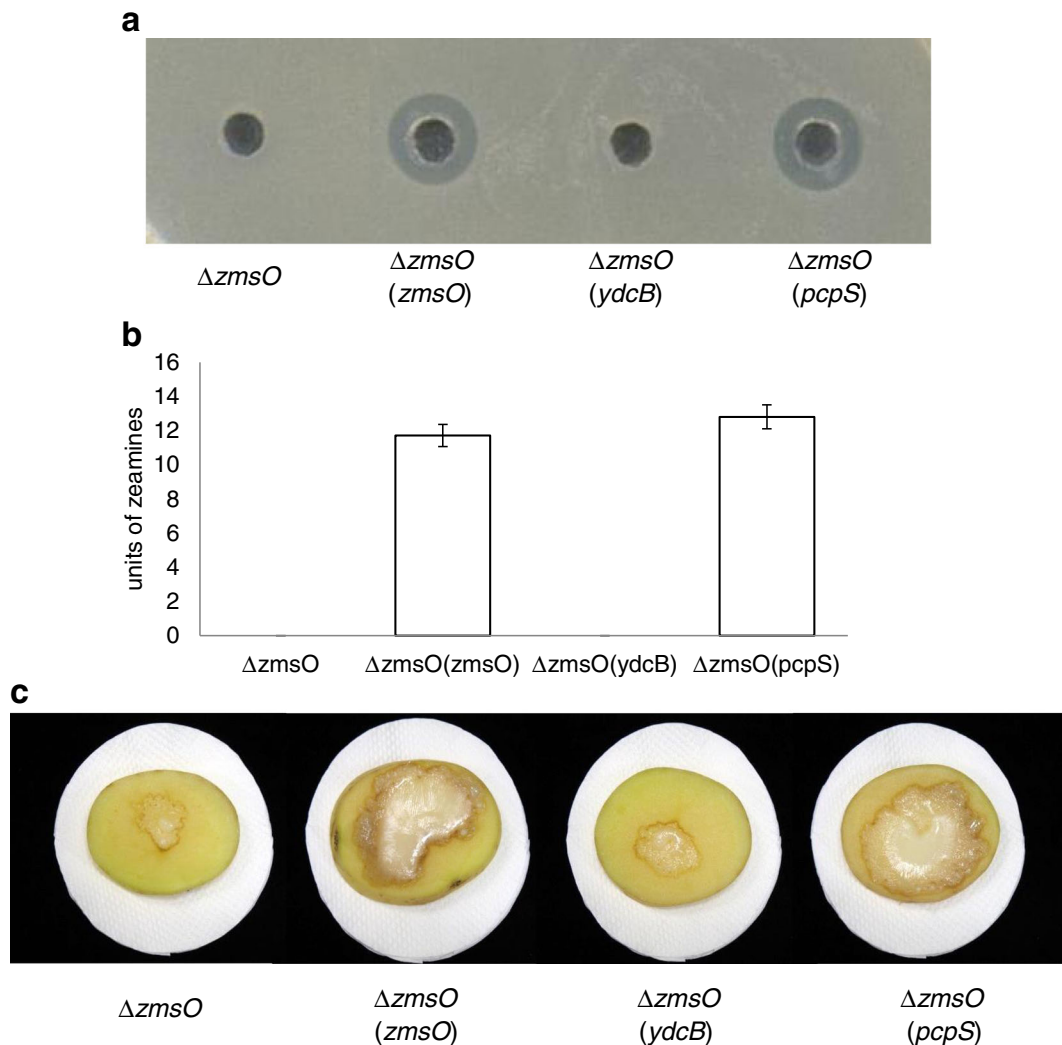 a
ΔzmsO
ΔzmsO
(zmsO)
ΔzmsO
(ydcB)
ΔzmsO
(pcpS)
b
units of zeamines
16
14
12
10
8
6
4
2
0
ΔzmsO
ΔzmsO(zmsO)
ΔzmsO(ydcB)
ΔzmsO(pcpS)
c
ΔzmsO
ΔzmsO
(zmsO)
ΔzmsO
(ydcB)
ΔzmsO
(pcpS)